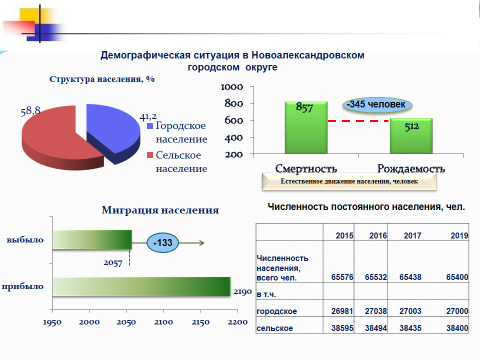 Демографическая ситуация в Новоалександровском
городском округе
Структура населения, %
58,8
41,2
Городское
население
Сельское
население
1000
800
600
400
200
857
-345 человек
512
Смертность Рождаемость
Естественное движение населения, человек
Миграция населения
выбыло
-133
2057
прибыло
2190
1950 2000 2050 2100 2150 2200
Численность постоянного населения, чел.
2015 2016 2017 2019
Численность
населения,
всего чел. 65576 65532 65438 65400
в т.ч.
городское 26981 27038 27003 27000
сельское 38595 38494 38435 38400